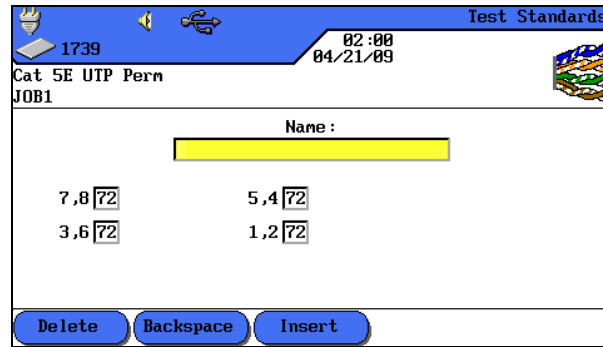 Test Standards
1739
02:00
04/21/09
Cat 5E UTP Perm
JOB1
Name:
7,8 72 5,4 72
3,6 72 1,2 72
Delete Backspace Insert